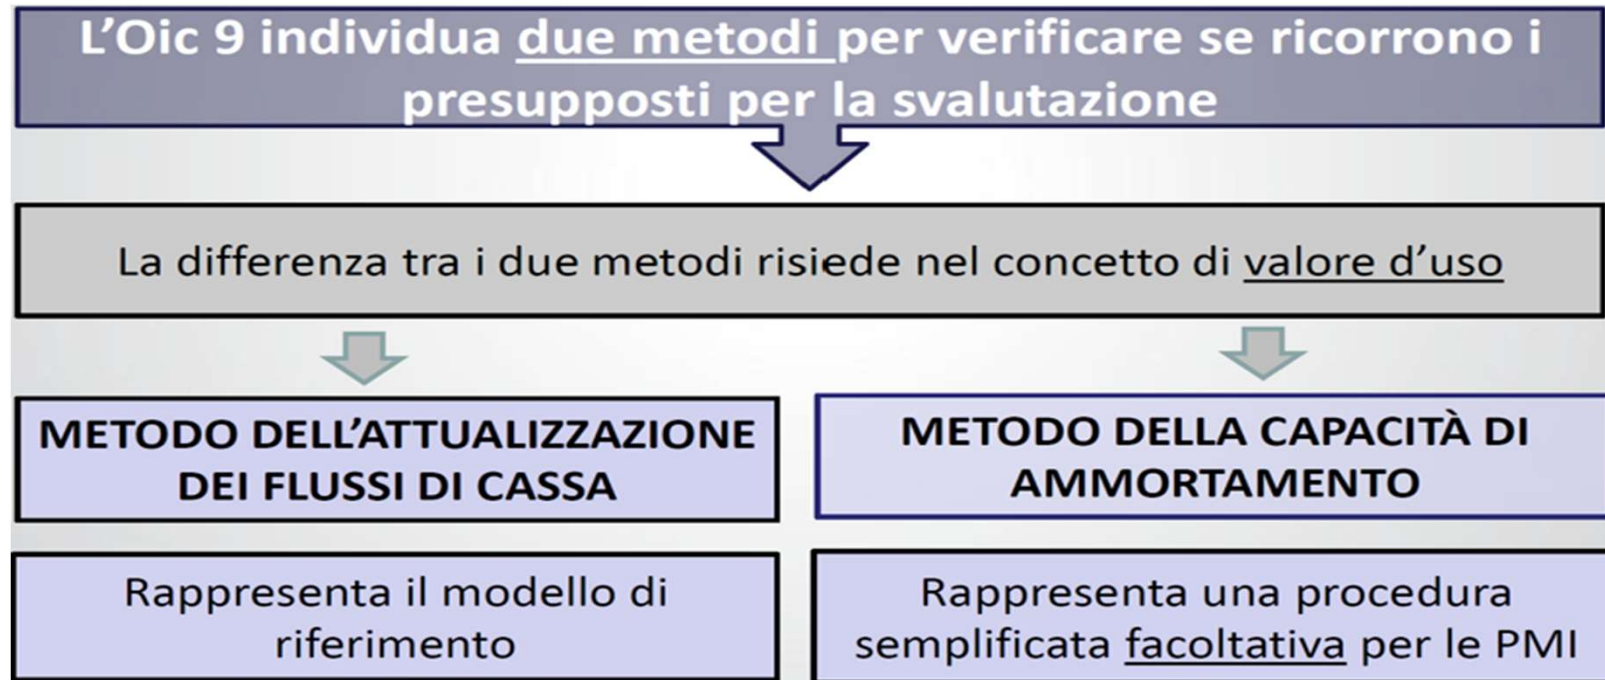 L’Oic 9 individua due metodi per verificare se ricorrono i
presupposti per la svalutazione
La differenza tra i due metodi risiede nel concetto di valore d’uso
METODO DELL’ATTUALIZZAZIONE
DEI FLUSSI DI CASSA
METODO DELLA CAPACITÀ DI
AMMORTAMENTO
Rappresenta il modello di
riferimento
Rappresenta una procedura
semplificata facoltativa per le PMI